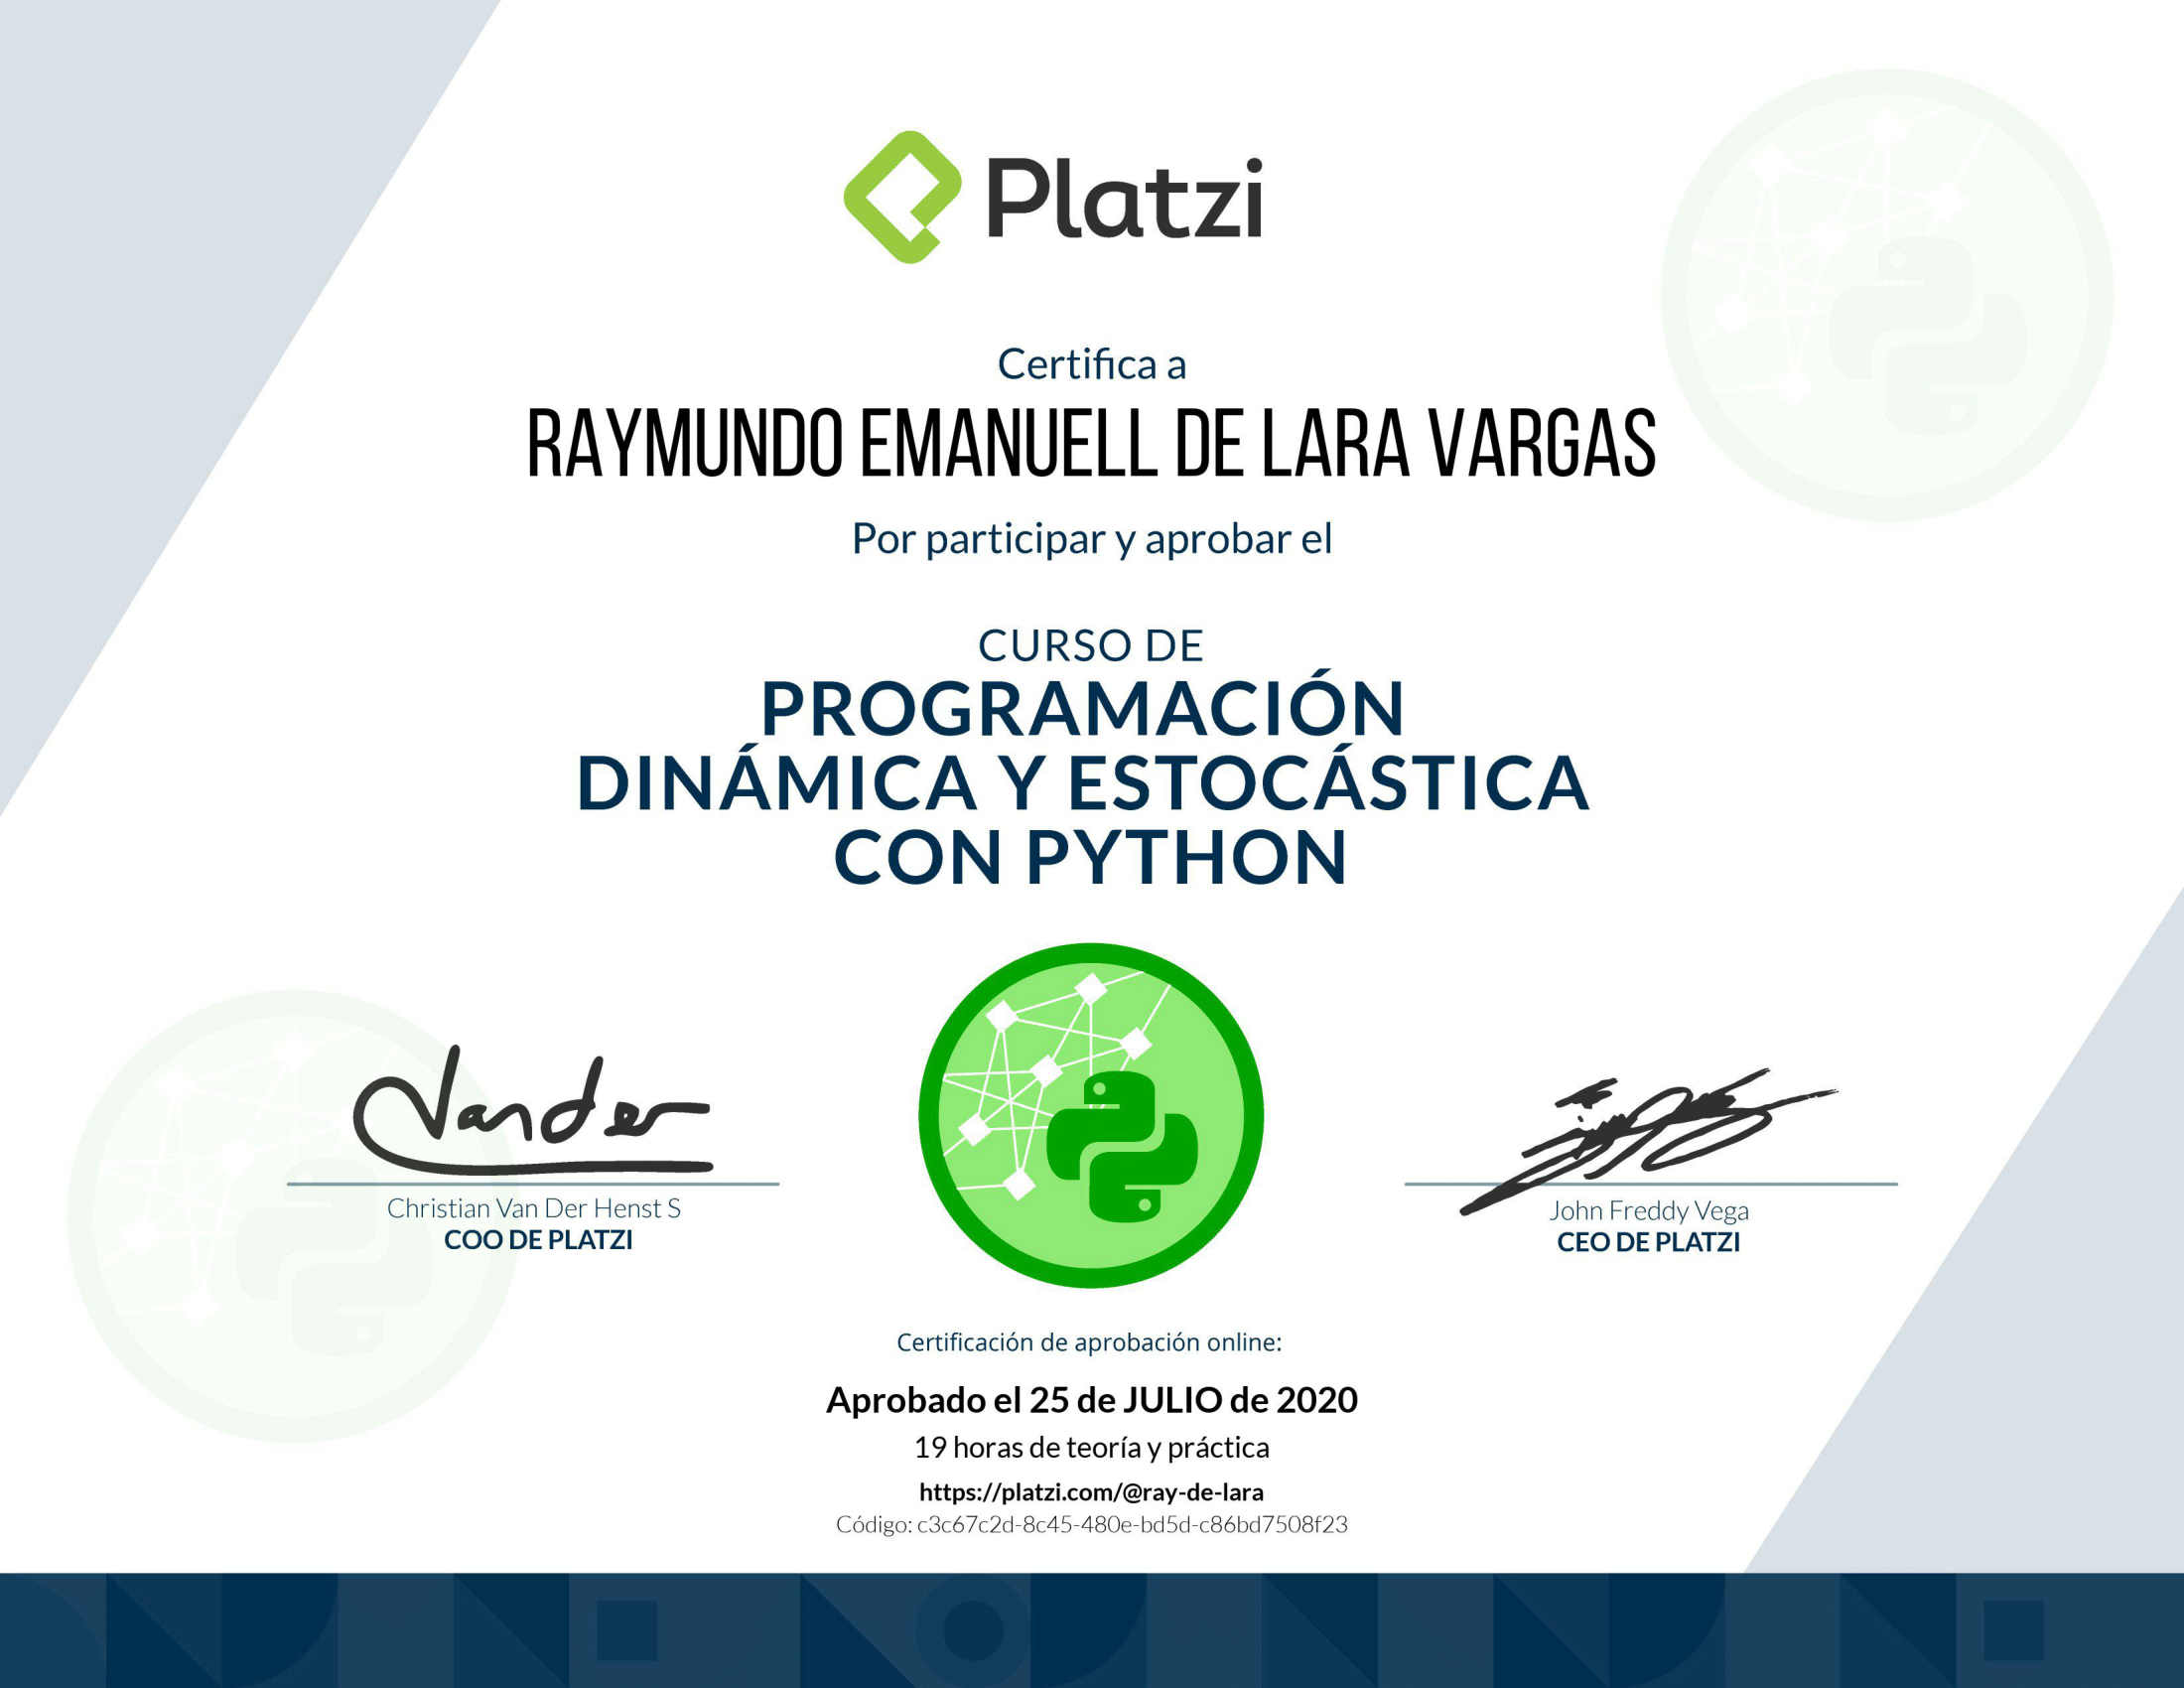 Platzi
Certifica a
RAYMUNDO EMANUELL DE LARA VARGAS
Por participar y aprobar el
CURSO DE
PROGRAMACIÓN
DINÁMICA Y ESTOCÁSTICA
CON PYTHON
Vander
Christian Van Der Henst S
COO DE PLATZI
John Freddy Vega
CEO DE PLATZI
Certificación de aprobación online:
Aprobado el 25 de JULIO de 2020
19 horas de teoría y práctica
https://platzi.com/@ray-de-lara
Código: c3c67c2d-8c45-480e-bd5d-c86bd7508f23